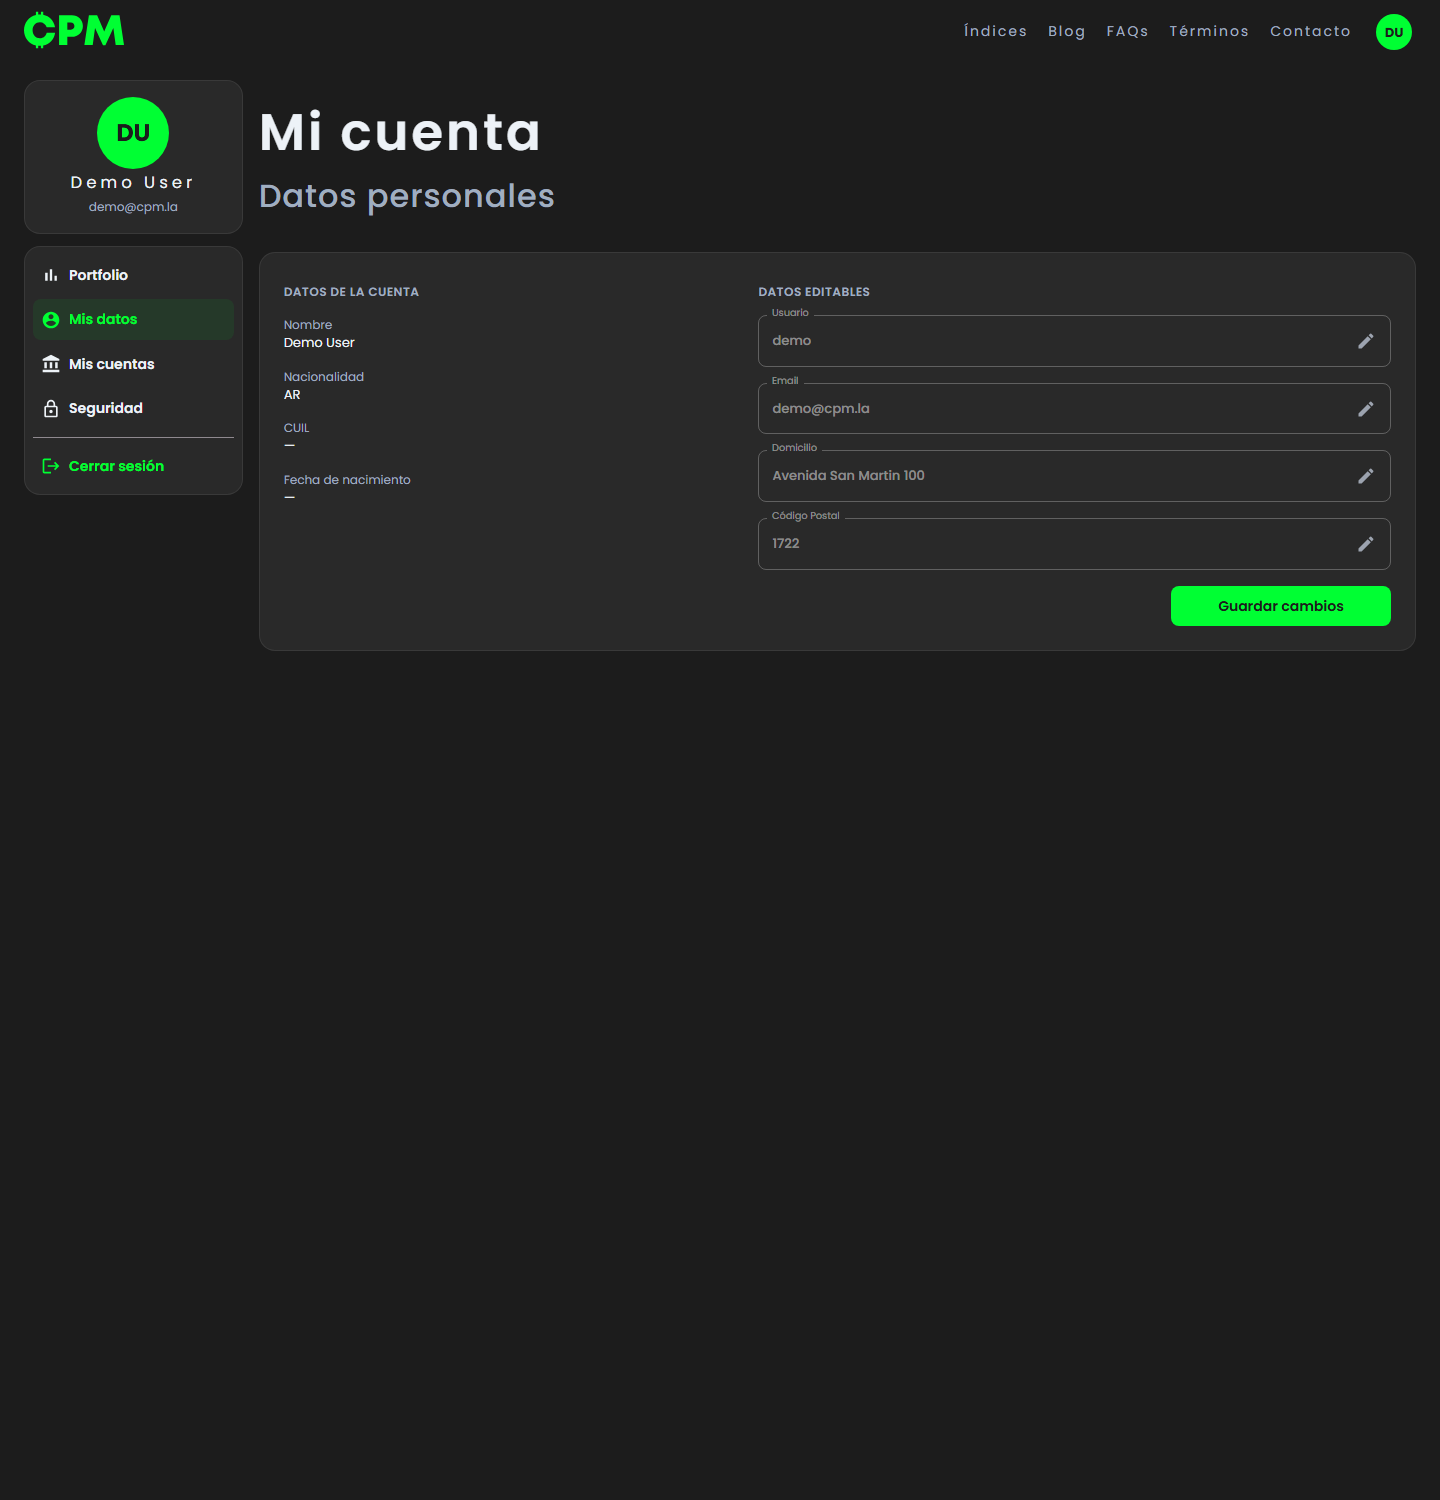 CPM
Índices
Blog
FAQs
Términos
Contacto
DU
DU
Demo User
demo@cpm.la
Portfolio
Mis datos
Mis cuentas
Seguridad
Cerrar sesión
Mi cuenta
Datos personales
DATOS DE LA CUENTA
Nombre
Demo User
Nacionalidad
AR
CUIL
—
Fecha de nacimiento
—
DATOS EDITABLES
Usuario
demo
Email
demo@cpm.la
Domicilio
Avenida San Martin 100
Código Postal
1722
Guardar cambios